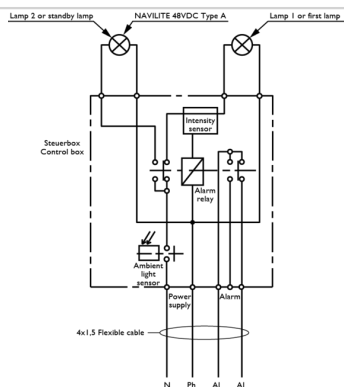 Lamp 2 or standby lamp
NAVILITE 48VDC Type A
Lamp 1 or first lamp
Intensity
sensor
Steuerbox
Control box
Alarm
relay
Ambient
light
sensor
Power
supply
Alarm
4x1,5 Flexible cable
N
Ph
Al
Al